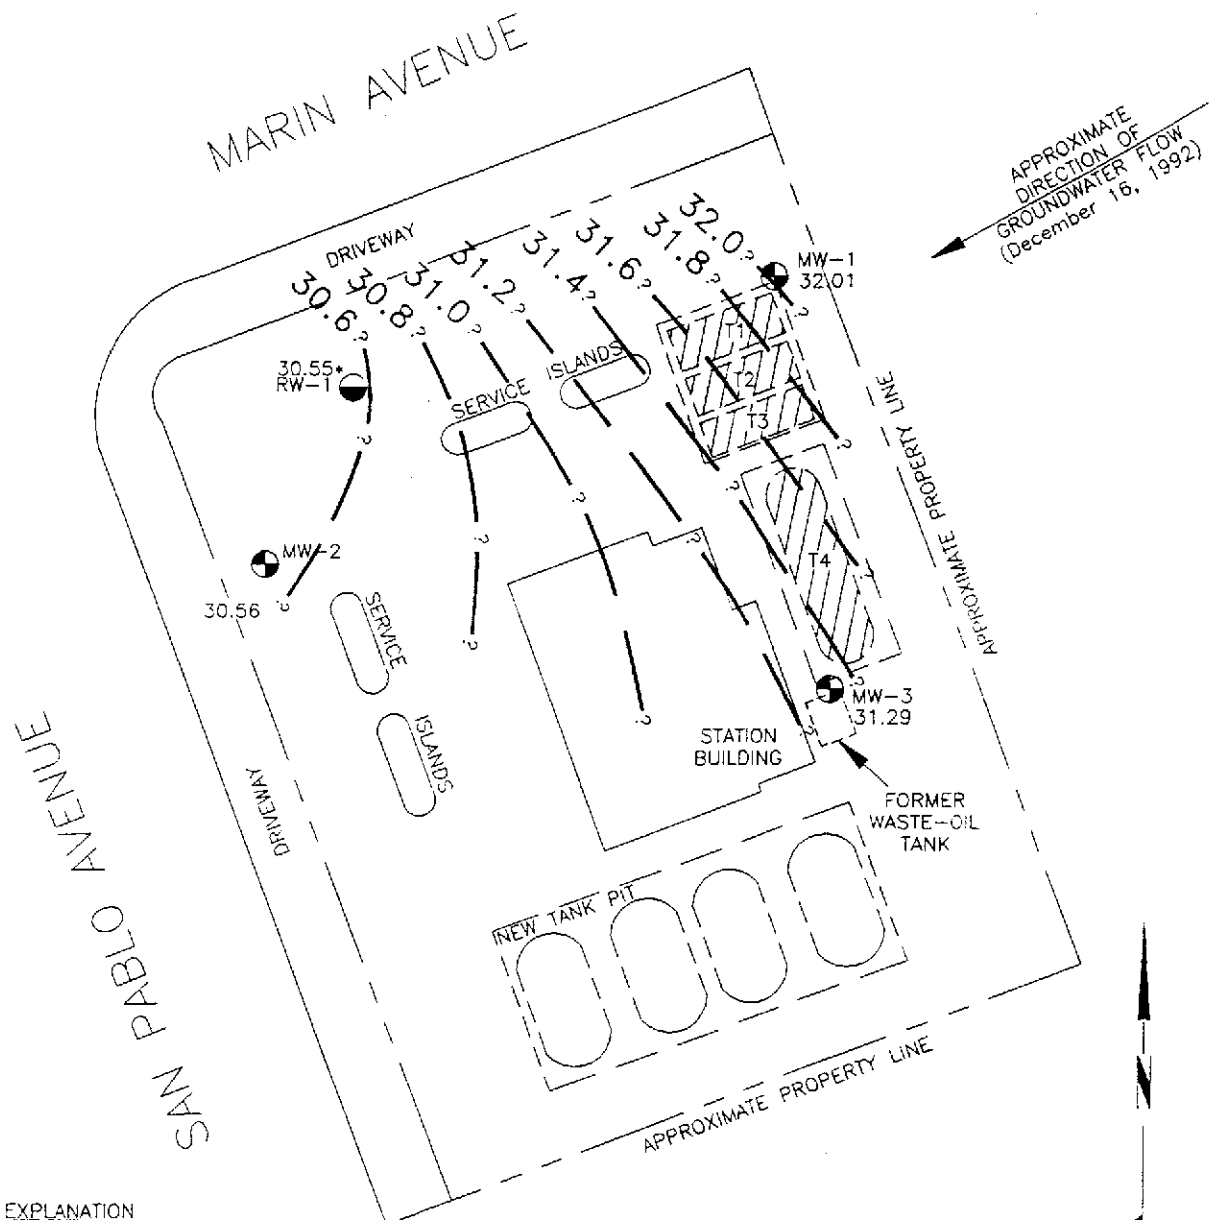 MARIN AVENUE
APPROXIMATE
DIRECTION OF
GROUNDWATER FLOW
(December 16, 1992)
DRIVEWAY
30.6 ?
30.8 ?
31.0 ?
31.2 ?
31.4 ?
31.6 ?
31.8 ?
32.0 ?
MW-1
32.01
?
T1
T2
T3
30.55*
RW-1
SERVICE ISLANDS
?
?
?
?
?
?
MW-2
30.56
?
?
T4
?
SERVICE
ISLANDS
APPROXIMATE PROPERTY LINE
?
MW-3
31.29
?
?
STATION
BUILDING
FORMER
WASTE-OIL
TANK
SAN PABLO AVENUE
DRIVEWAY
NEW TANK PIT
APPROXIMATE PROPERTY LINE
N
EXPLANATION